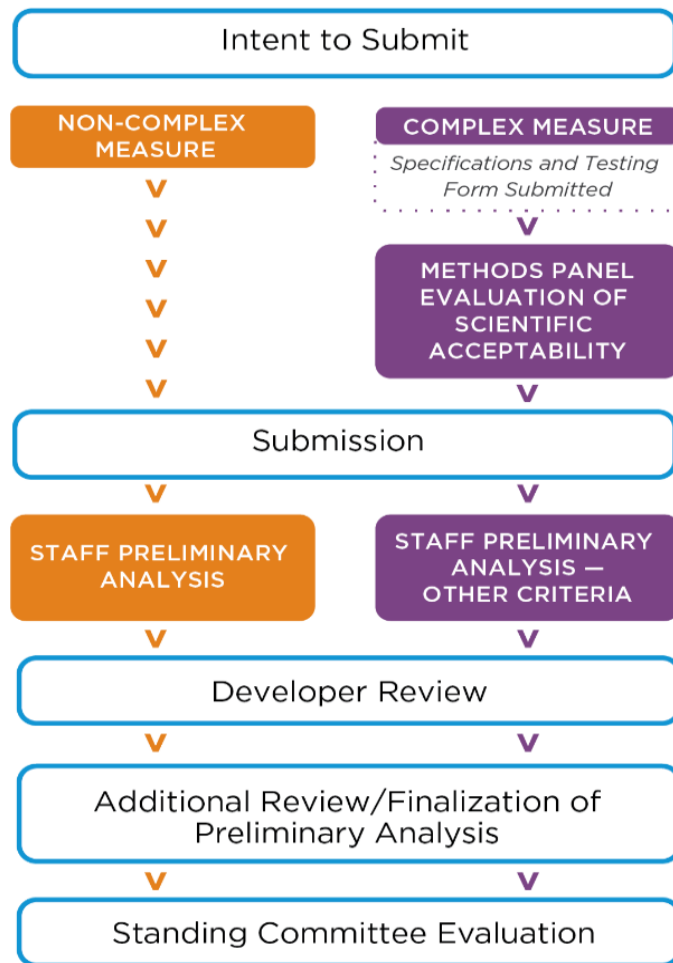 Intent to Submit
NON-COMPLEX
MEASURE
COMPLEX MEASURE
Specifications and Testing
Form Submitted
METHODS PANEL
EVALUATION OF
SCIENTIFIC
ACCEPTABILITY
Submission
STAFF PRELIMINARY
ANALYSIS
STAFF PRELIMINARY
ANALYSIS —
OTHER CRITERIA
Developer Review
Additional Review/Finalization of
Preliminary Analysis
Standing Committee Evaluation